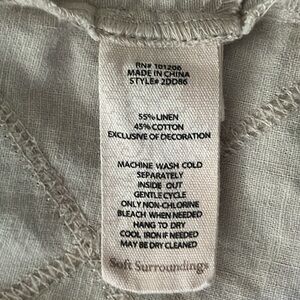 RN# 101206
MADE IN CHINA
STYLE# 2DD86
55% LINEN
45% COTTON
EXCLUSIVE OF DECORATION
MACHINE WASH COLD
SEPARATELY
INSIDE OUT
GENTLE CYCLE
ONLY NON-CHLORINE
BLEACH WHEN NEEDED
HANG TO DRY
COOL IRON IF NEEDED
MAY BE DRY CLEANED
Soft Surroundings